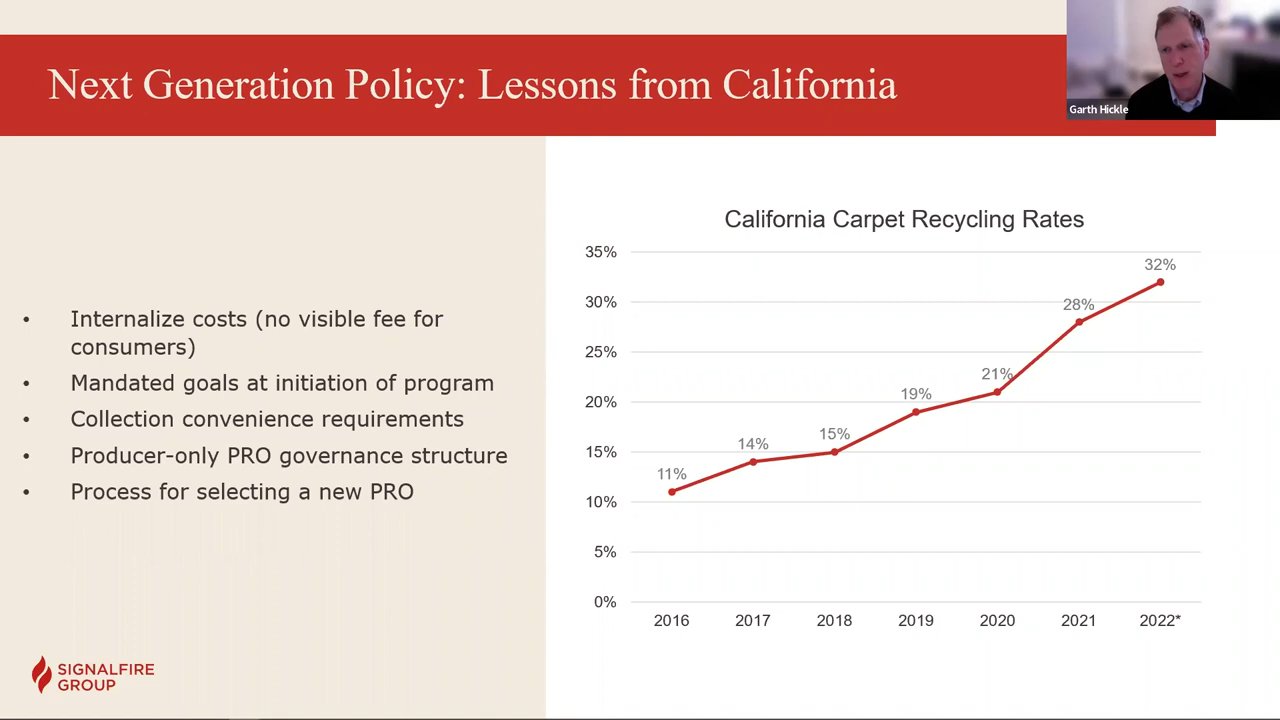 Next Generation Policy: Lessons from California
Garth Hickle
• Internalize costs (no visible fee for
consumers)
• Mandated goals at initiation of program
• Collection convenience requirements
• Producer-only PRO governance structure
• Process for selecting a new PRO
California Carpet Recycling Rates
35%
30%
25%
20%
15%
10%
5%
0%
11%
14%
15%
19%
21%
28%
32%
2016 2017 2018 2019 2020 2021 2022*
SIGNALFIRE
GROUP